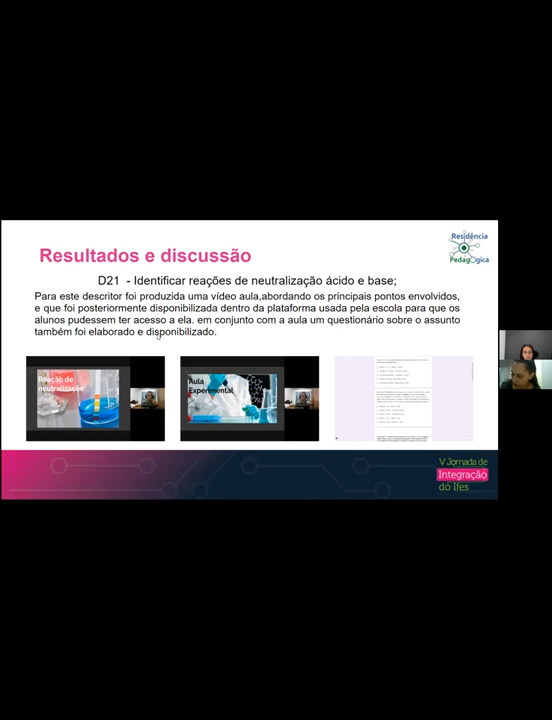 Residência
Pedagógica
Resultados e discussão
D21 - Identificar reações de neutralização ácido e base;
Para este descritor foi produzida uma vídeo aula,abordando os principais pontos envolvidos,
e que foi posteriormente disponibilizada dentro da plataforma usada pela escola para que os
alunos pudessem ter acesso a ela. em conjunto com a aula um questionário sobre o assunto
também foi elaborado e disponibilizado.
Reação de
neutralização
Aula
Experimental
V Jornada de
Integração
do Ifes